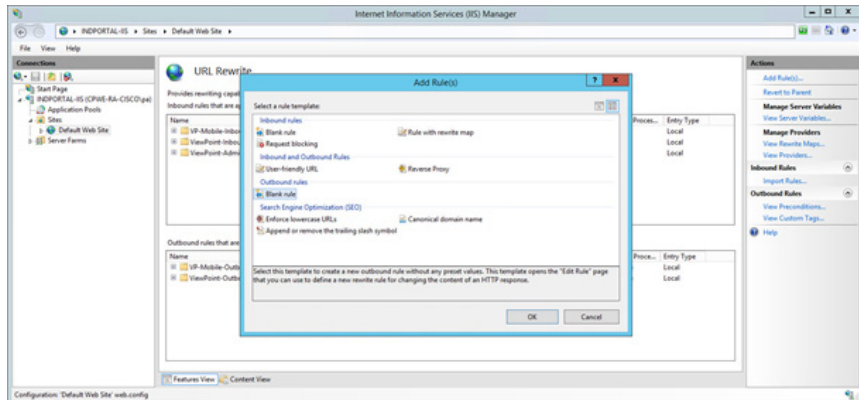 Internet Information Services (IIS) Manager
INDPORTAL-IIS ▸ Sites ▸ Default Web Site ▸
File View Help
Connections
Start Page
INDPORTAL-IIS (CPWE-RA-CISCO\pa
Application Pools
Sites
Default Web Site
Server Farms
URL Rewrite
Provides rewriting capa
Inbound rules that are a
Name
VP-Mobile-Inbo
ViewPoint-Inbou
ViewPoint-Admi
Outbound rules that are
Name
VP-Mobile-Outb
ViewPoint-Outb
Add Rule(s)
Select a rule template:
Inbound rules
Blank rule
Rule with rewrite map
Request blocking
Inbound and Outbound Rules
User-friendly URL
Reverse Proxy
Outbound rules
Blank rule
Search Engine Optimization (SEO)
Enforce lowercase URLs
Canonical domain name
Append or remove the trailing slash symbol
Select this template to create a new outbound rule without any preset values. This template opens the "Edit Rule" page
that you can use to define a new rewrite rule for changing the content of an HTTP response.
OK Cancel
Proces... Entry Type
Local
Local
Local
Proce... Entry Type
Local
Local
Features View Content View
Actions
Add Rule(s)...
Revert to Parent
Manage Server Variables
View Server Variables...
Manage Providers
View Rewrite Maps...
View Providers...
Inbound Rules
Import Rules...
Outbound Rules
View Preconditions...
View Custom Tags...
Help
Configuration: 'Default Web Site' web.config